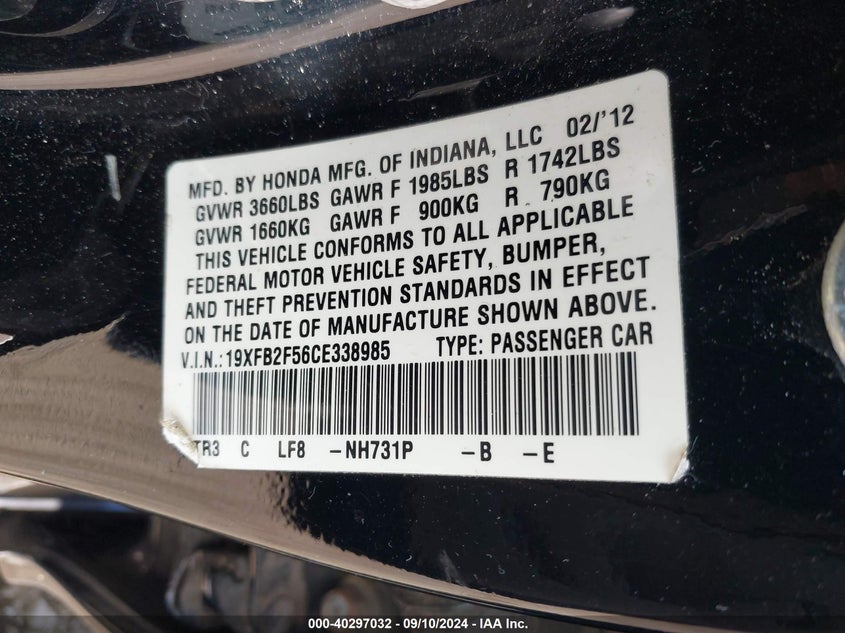 MFD. BY HONDA MFG. OF INDIANA, LLC 02/'12
GVWR 3660LBS GAWR F 1985LBS R 1742LBS
GVWR 1660KG GAWR F 900KG R 790KG
THIS VEHICLE CONFORMS TO ALL APPLICABLE
FEDERAL MOTOR VEHICLE SAFETY, BUMPER,
AND THEFT PREVENTION STANDARDS IN EFFECT
ON THE DATE OF MANUFACTURE SHOWN ABOVE.
V.I.N.: 19XFB2F56CE338985 TYPE: PASSENGER CAR
TR3 C LF8 -NH731P -B -E
000-40297032 - 09/10/2024 - IAA Inc.